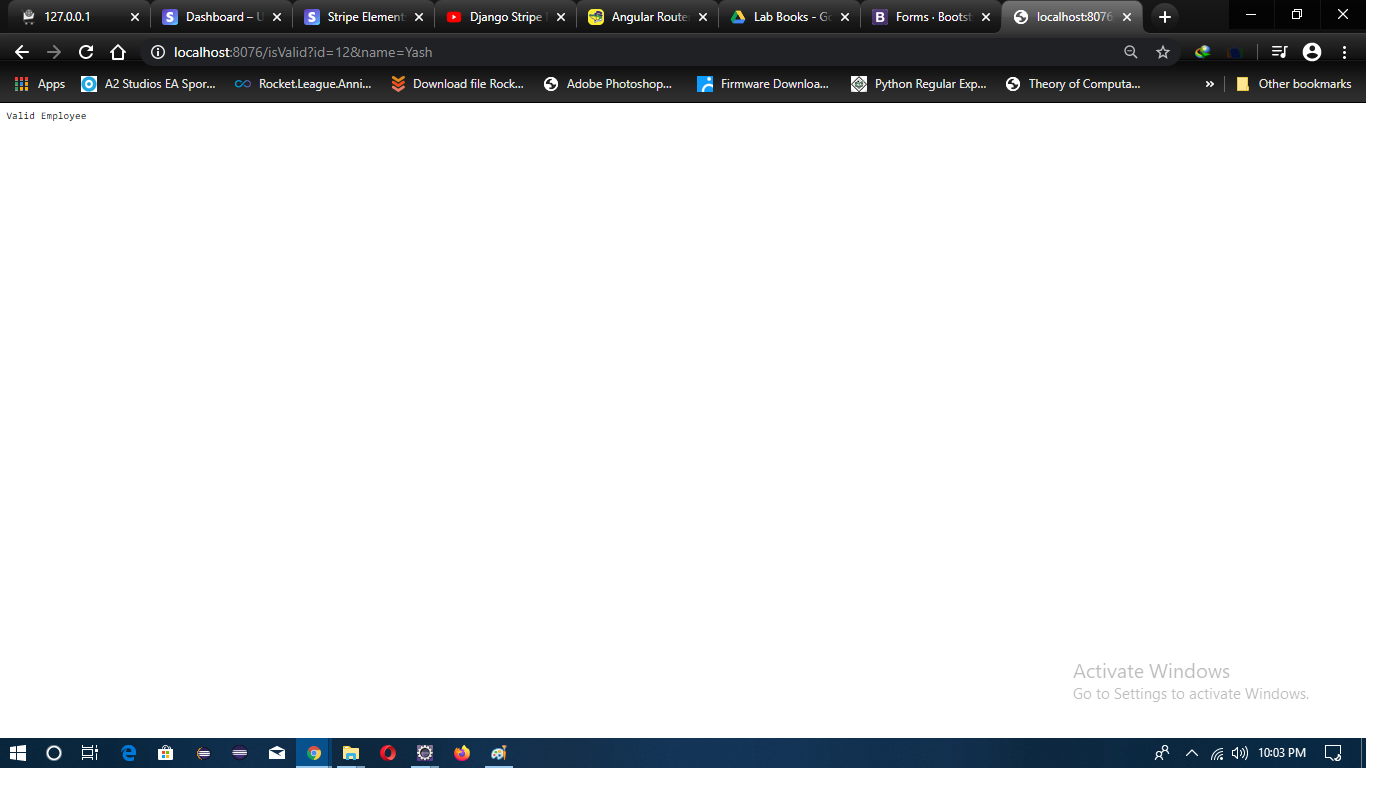 127.0.0.1
Dashboard – U
Stripe Element
Django Stripe
Angular Route
Lab Books - Go
Forms · Bootst
localhost:8076
localhost:8076/isValid?id=12&name=Yash
Apps
A2 Studios EA Spor...
Rocket.League.Anni...
Download file Rock...
Adobe Photoshop...
Firmware Downloa...
Python Regular Exp...
Theory of Computa...
»
Other bookmarks
Valid Employee
Activate Windows
Go to Settings to activate Windows.
10:03 PM